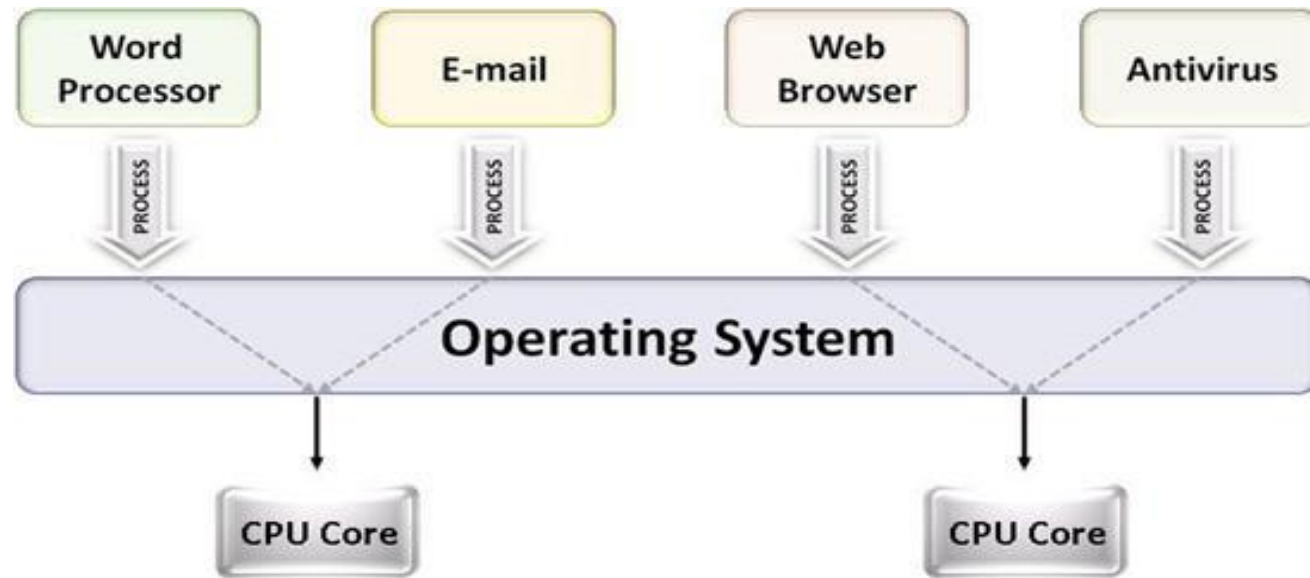 Word
Processor
E-mail
Web
Browser
Antivirus
PROCESS
PROCESS
PROCESS
PROCESS
Operating System
CPU Core
CPU Core